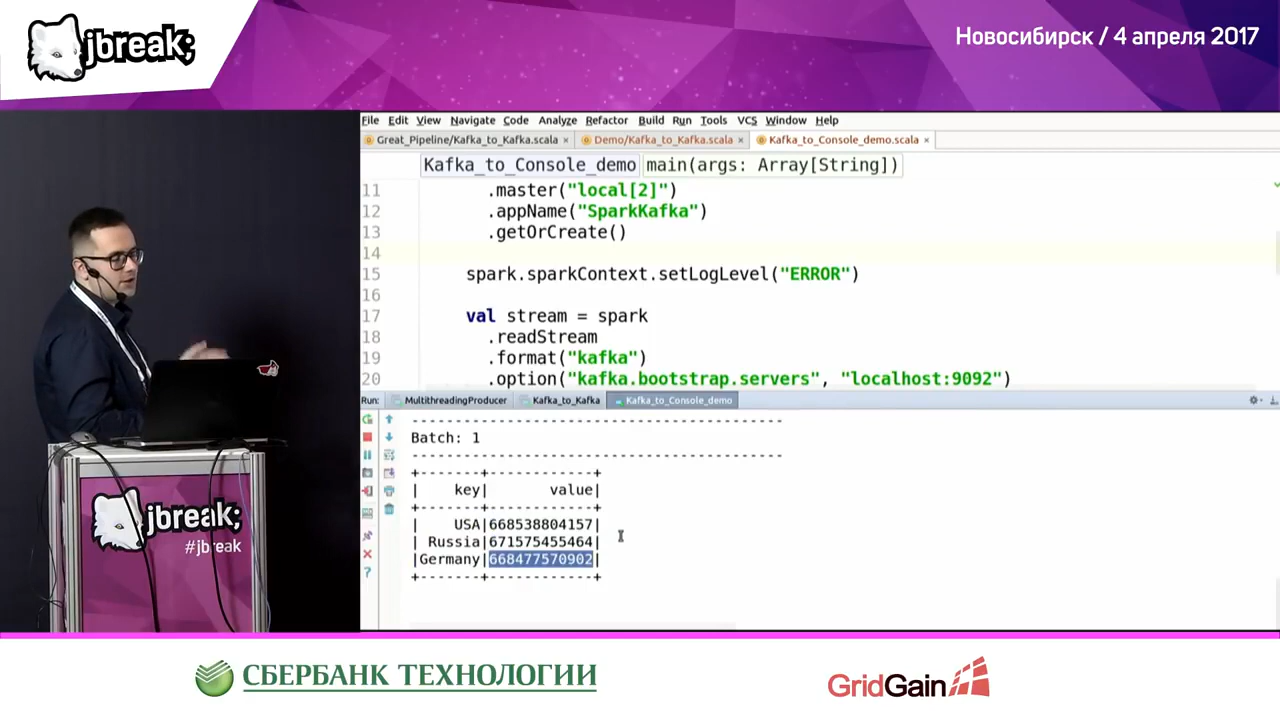 jbreak;
Новосибирск / 4 апреля 2017
File Edit View Navigate Code Analyze Refactor Build Run Tools VCS Window Help
Great_Pipeline/Kafka_to_Kafka.scala × Demo/Kafka_to_Kafka.scala × Kafka_to_Console_demo.scala ×
Kafka_to_Console_demo main(args: Array[String])
11 .master("local[2]")
12 .appName("SparkKafka")
13 .getOrCreate()
14
15 spark.sparkContext.setLogLevel("ERROR")
16
17 val stream = spark
18 .readStream
19 .format("kafka")
20 .option("kafka.bootstrap.servers", "localhost:9092")
Run: MultithreadingProducer Kafka_to_Kafka Kafka_to_Console_demo
-------------------------------------------
Batch: 1
-------------------------------------------
+-------+------------+
| key| value|
+-------+------------+
| USA|668538804157|
| Russia|671575455464|
|Germany|668477570902|
+-------+------------+
jbreak;
#jbreak
СБЕРБАНК ТЕХНОЛОГИИ
GridGain